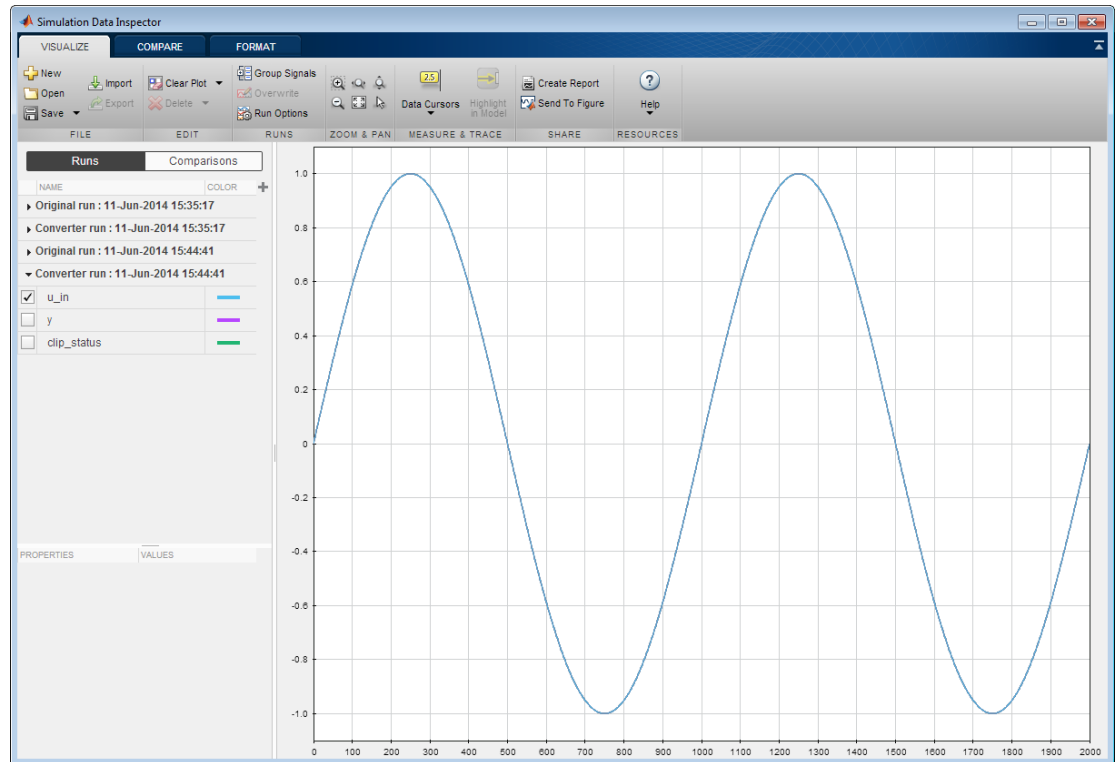 Simulation Data Inspector
VISUALIZE COMPARE FORMAT
New
Open
Save
Import
Export
Clear Plot
Delete
Group Signals
Overwrite
Run Options
2.5
Data Cursors
Highlight
in Model
Create Report
Send To Figure
?
Help
FILE EDIT RUNS ZOOM & PAN MEASURE & TRACE SHARE RESOURCES
Runs Comparisons
NAME COLOR
Original run : 11-Jun-2014 15:35:17
Converter run : 11-Jun-2014 15:35:17
Original run : 11-Jun-2014 15:44:41
Converter run : 11-Jun-2014 15:44:41
u_in
y
clip_status
PROPERTIES VALUES
1.0
0.8
0.6
0.4
0.2
0
-0.2
-0.4
-0.6
-0.8
-1.0
0 100 200 300 400 500 600 700 800 900 1000 1100 1200 1300 1400 1500 1600 1700 1800 1900 2000